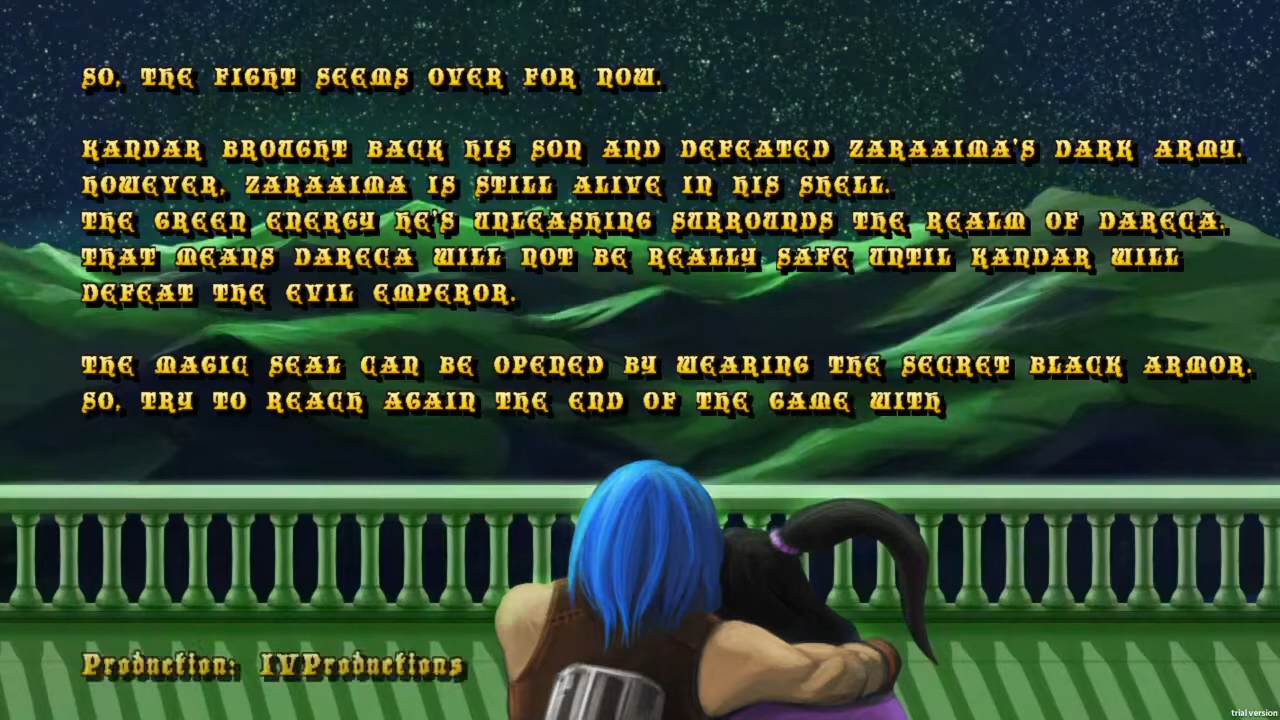 SO, THE FIGHT SEEMS OVER FOR NOW.
KANDAR BROUGHT BACK HIS SON AND DEFEATED ZARAAIMA'S DARK ARMY.
HOWEVER, ZARAAIMA IS STILL ALIVE IN HIS SHELL.
THE GREEN ENERGY HE'S UNLEASHING SURROUNDS THE REALM OF DARECA.
THAT MEANS DARECA WILL NOT BE REALLY SAFE UNTIL KANDAR WILL
DEFEAT THE EVIL EMPEROR.
THE MAGIC SEAL CAN BE OPENED BY WEARING THE SECRET BLACK ARMOR.
SO, TRY TO REACH AGAIN THE END OF THE GAME WITH
Production: IVProductions
trial version